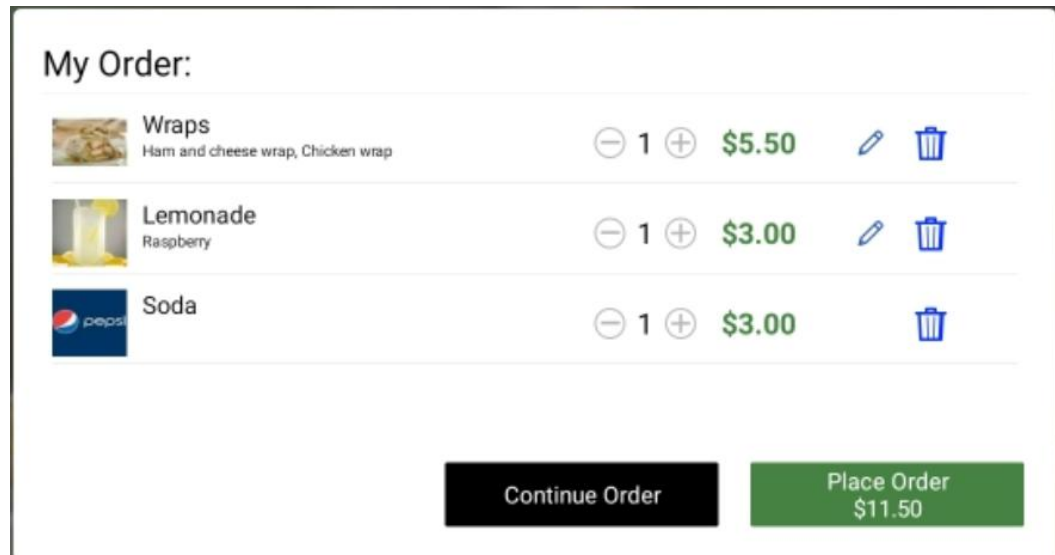 My Order:
Wraps
Ham and cheese wrap, Chicken wrap
1 $5.50
Lemonade
Raspberry
1 $3.00
pepsi
Soda
1 $3.00
Continue Order
Place Order
$11.50